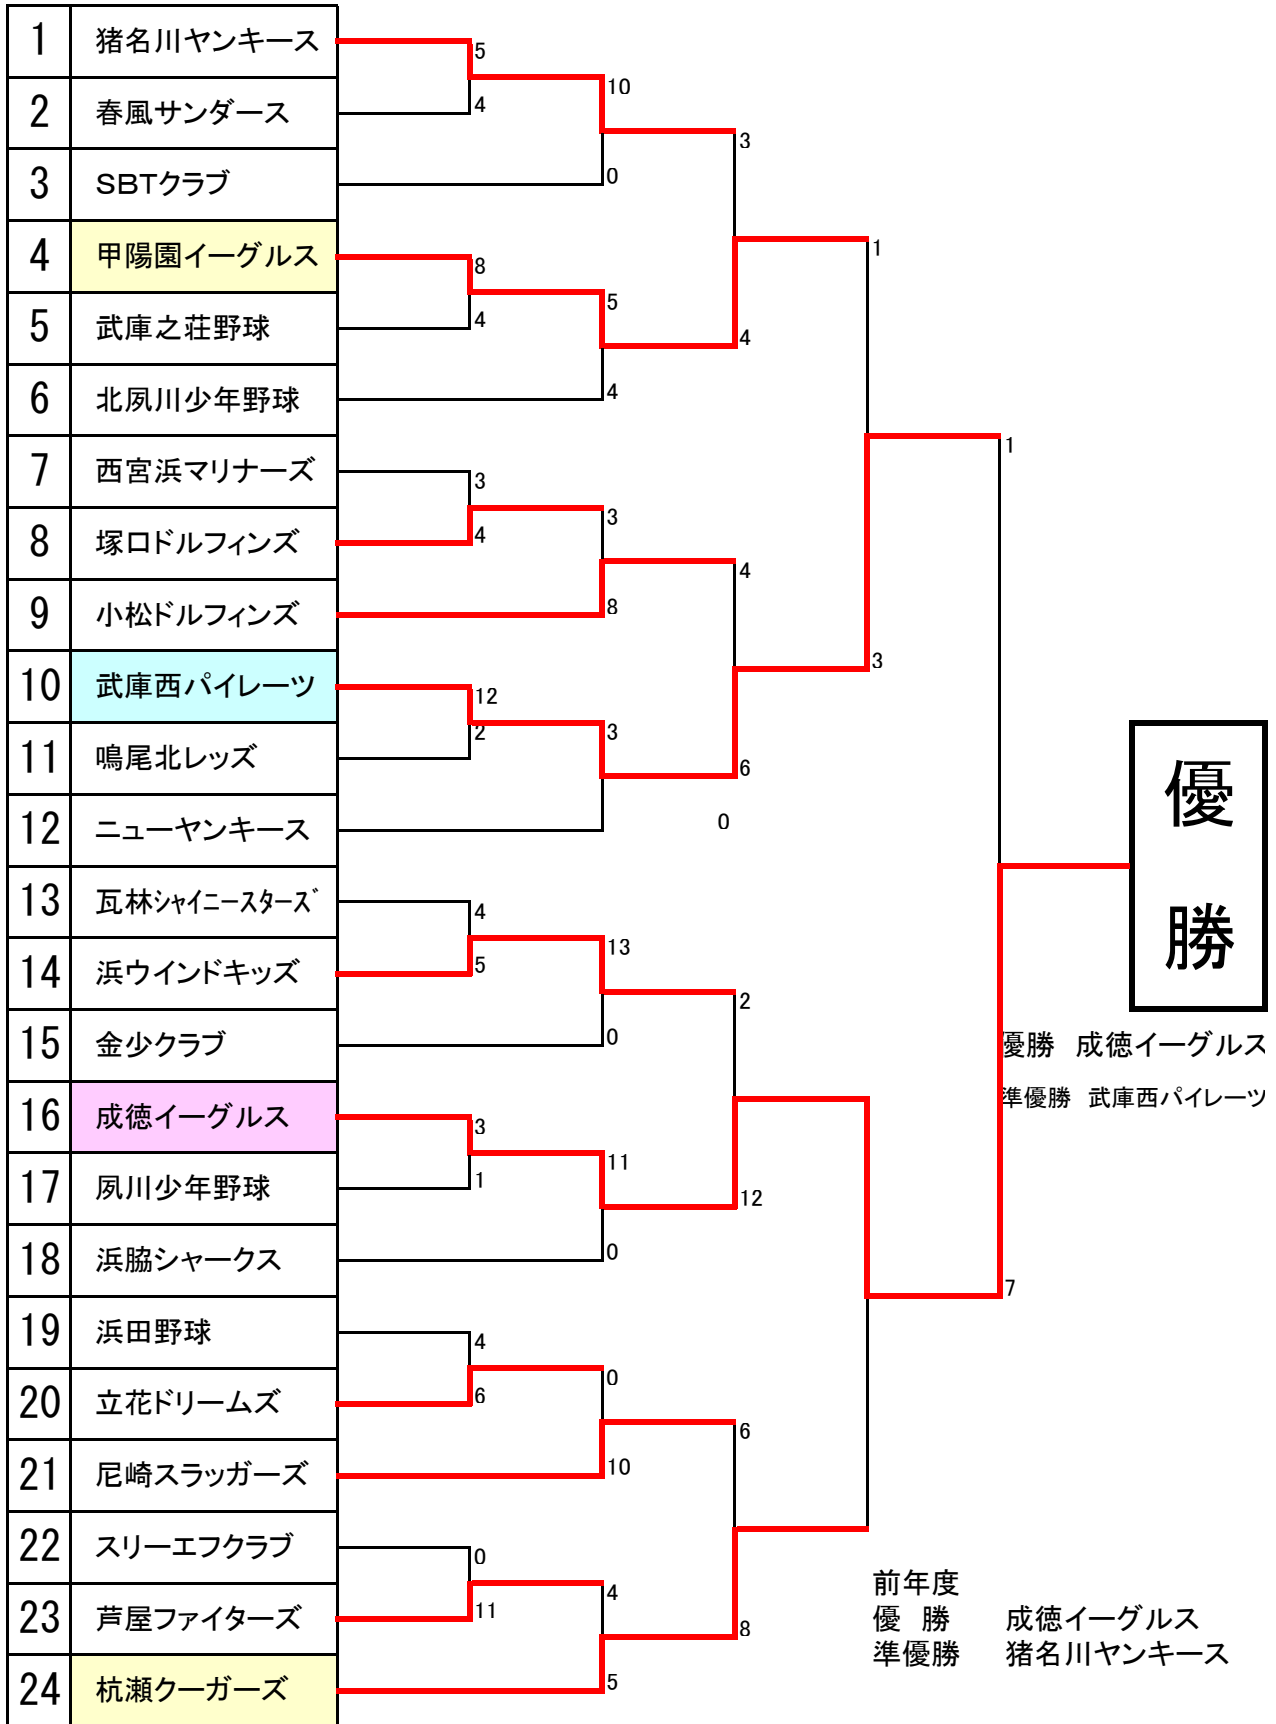 1 猪名川ヤンキース
5
10
2 春風サンダース
4
3
3 SBTクラブ
0
4 甲陽園イーグルス
8
1
5
5 武庫之荘野球
4
4
6 北夙川少年野球
4
1
7 西宮浜マリナーズ
3
3
8 塚口ドルフィンズ
4
4
9 小松ドルフィンズ
8
3
10 武庫西パイレーツ
12
11 鳴尾北レッズ
2
3
6
12 ニューヤンキース
0
優
勝
13 瓦林シャイニースターズ
4
13
14 浜ウインドキッズ
5
2
15 金少クラブ
0
優勝 成徳イーグルス
準優勝 武庫西パイレーツ
16 成徳イーグルス
3
11
17 夙川少年野球
1
12
18 浜脇シャークス
0
7
19 浜田野球
4
0
20 立花ドリームズ
6
6
21 尼崎スラッガーズ
10
22 スリーエフクラブ
0
4
23 芦屋ファイターズ
11
8
24 杭瀬クーガーズ
5
前年度
優 勝 成徳イーグルス
準優勝 猪名川ヤンキース